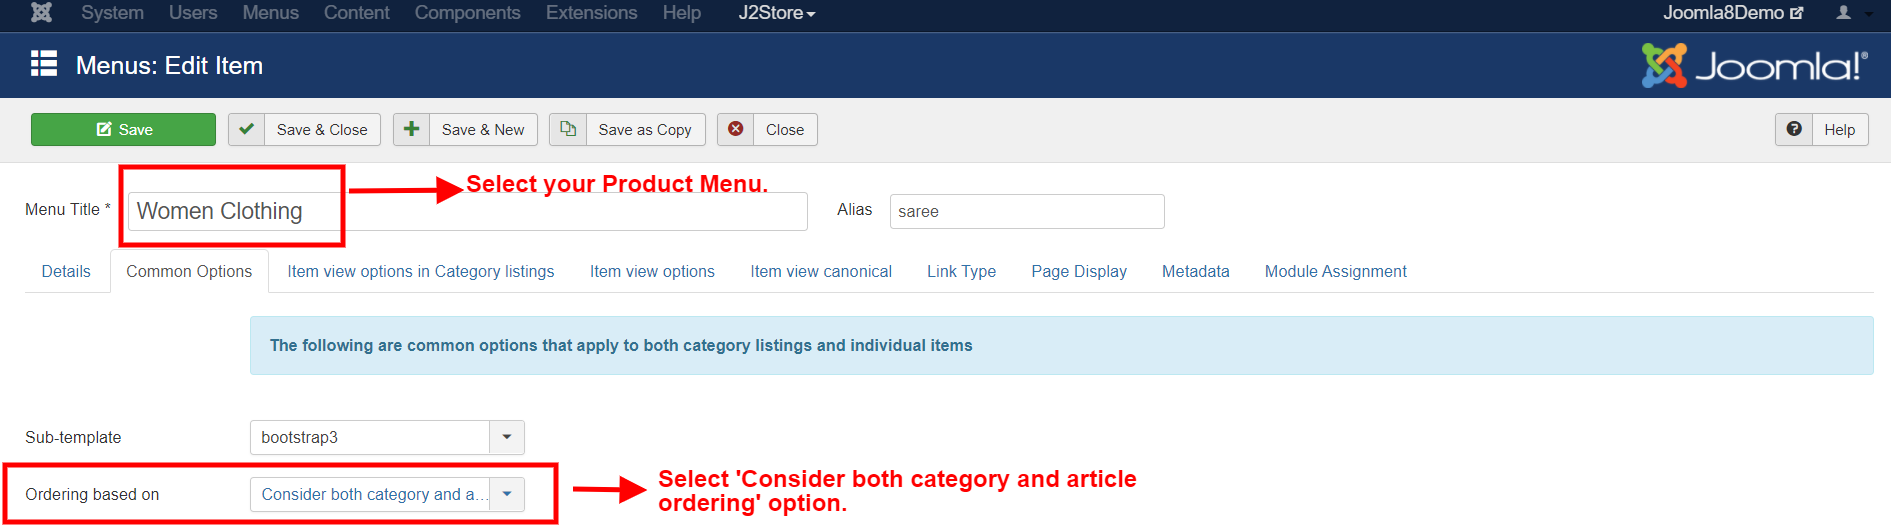 System Users Menus Content Components Extensions Help J2Store Joomla8Demo
Menus: Edit Item Joomla!®
Save Save & Close Save & New Save as Copy Close Help
Select your Product Menu.
Menu Title * Women Clothing Alias saree
Details Common Options Item view options in Category listings Item view options Item view canonical Link Type Page Display Metadata Module Assignment
The following are common options that apply to both category listings and individual items
Sub-template bootstrap3
Ordering based on Consider both category and a...
Select 'Consider both category and article
ordering' option.